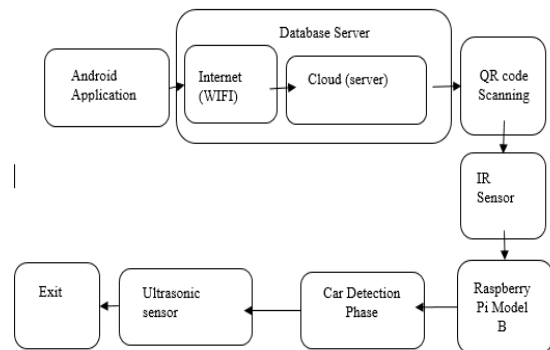 Database Server
Android
Application
Internet
(WIFI)
Cloud (server)
QR code
Scanning
IR
Sensor
Raspberry
Pi Model
B
Car Detection
Phase
Ultrasonic
sensor
Exit